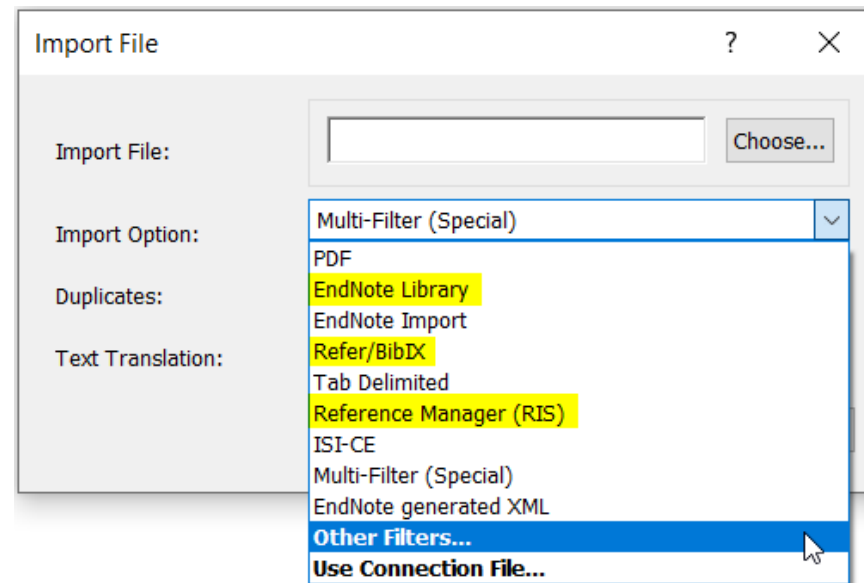 Import File
?
Import File:
Choose...
Import Option:
Multi-Filter (Special)
PDF
Duplicates:
EndNote Library
EndNote Import
Text Translation:
Refer/BibIX
Tab Delimited
Reference Manager (RIS)
ISI-CE
Multi-Filter (Special)
EndNote generated XML
Other Filters...
Use Connection File...